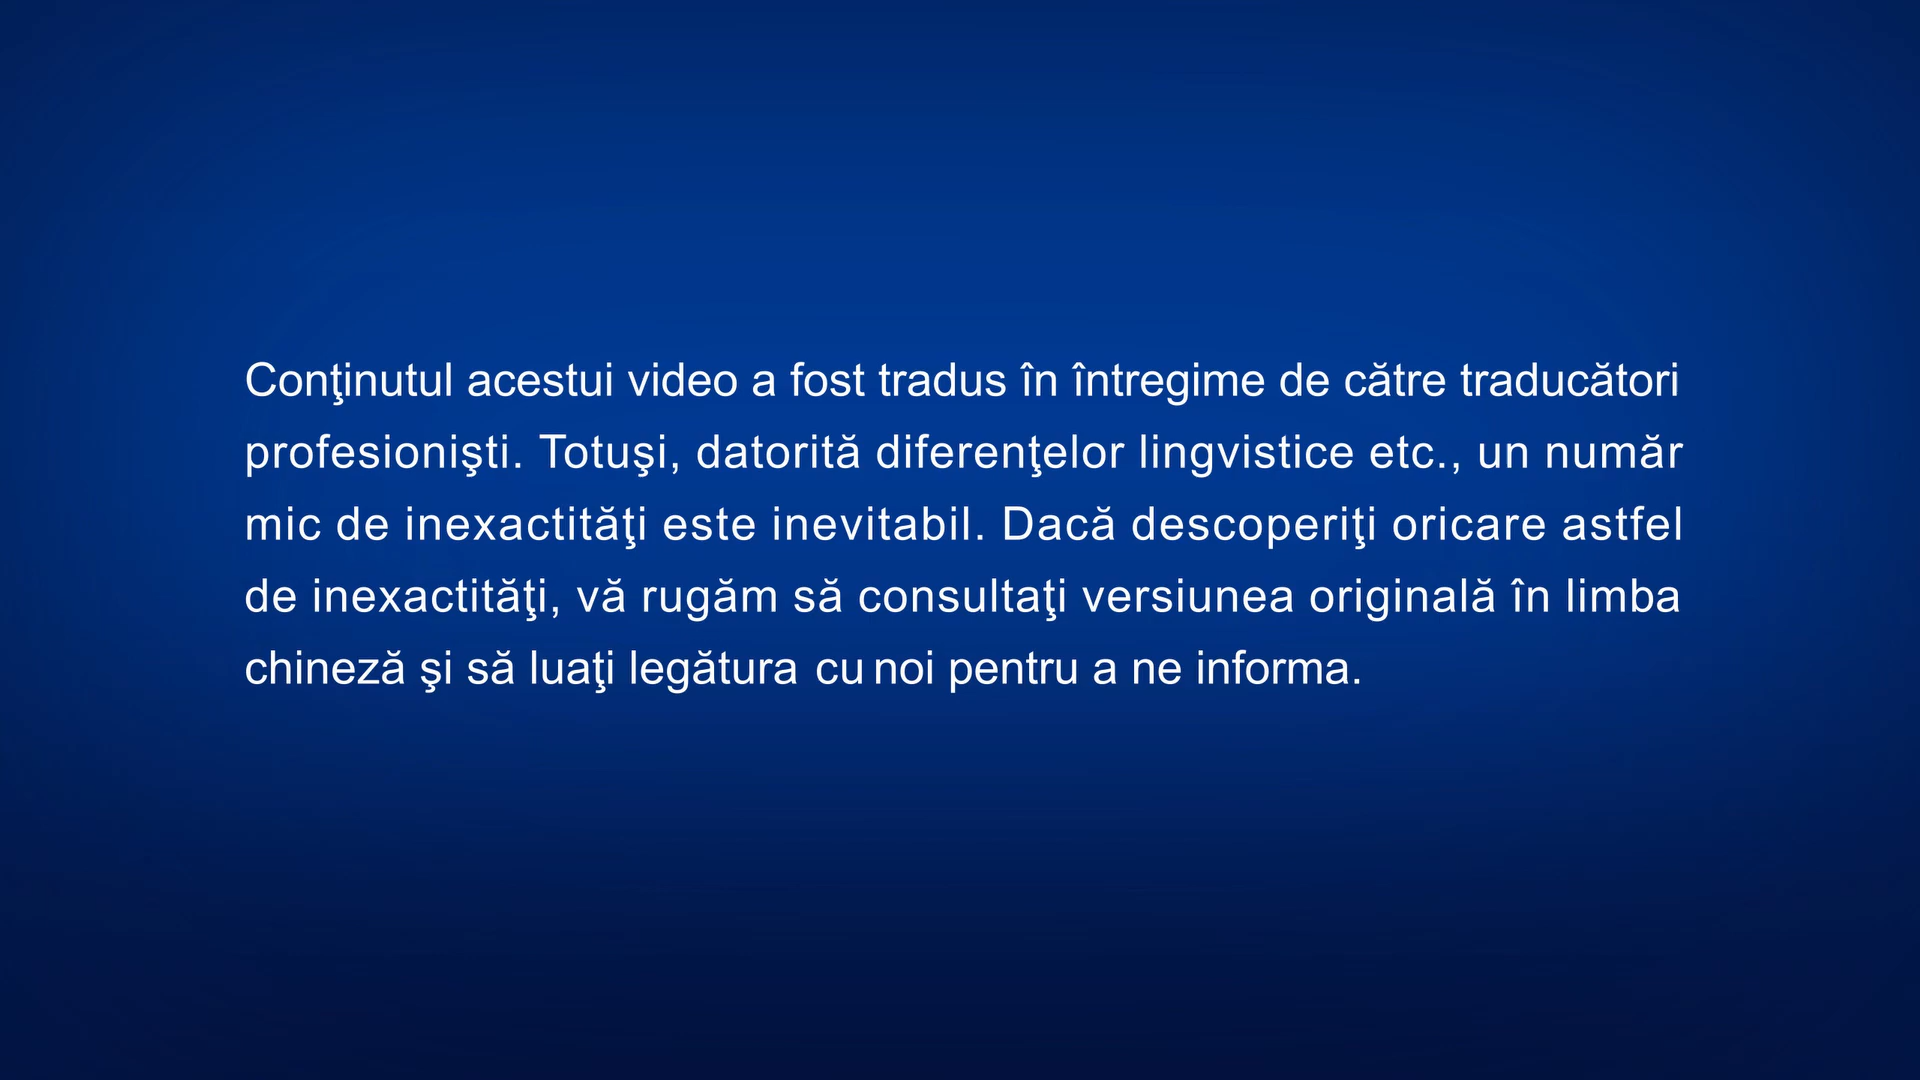 Conţinutul acestui video a fost tradus în întregime de către traducători
profesionişti. Totuşi, datorită diferenţelor lingvistice etc., un număr
mic de inexactităţi este inevitabil. Dacă descoperiţi oricare astfel
de inexactităţi, vă rugăm să consultaţi versiunea originală în limba
chineză şi să luaţi legătura cu noi pentru a ne informa.